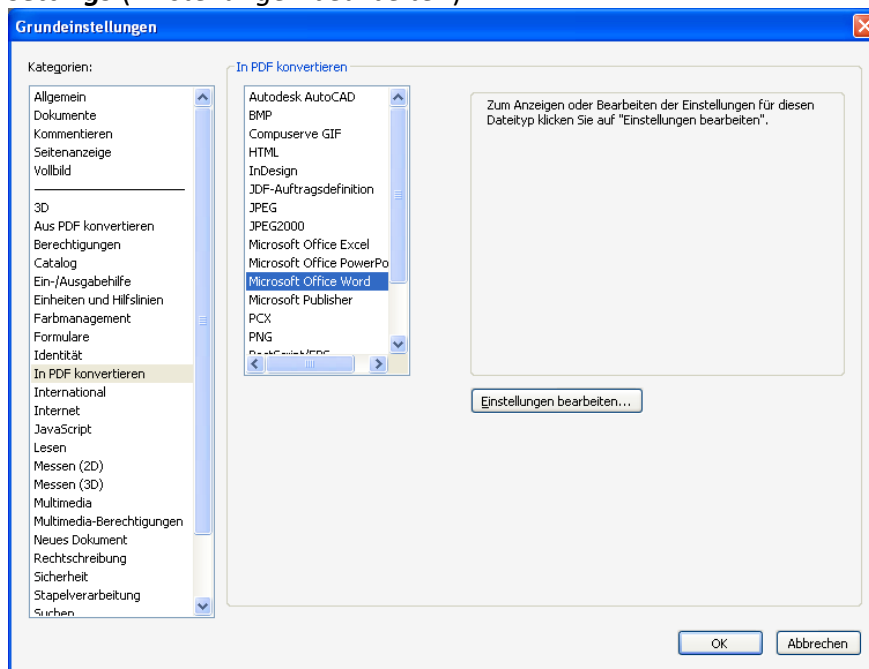 Grundeinstellungen
Kategorien:
Allgemein
Dokumente
Kommentieren
Seitenanzeige
Vollbild
3D
Aus PDF konvertieren
Berechtigungen
Catalog
Ein-/Ausgabehilfe
Einheiten und Hilfslinien
Farbmanagement
Formulare
Identität
In PDF konvertieren
International
Internet
JavaScript
Lesen
Messen (2D)
Messen (3D)
Multimedia
Multimedia-Berechtigungen
Neues Dokument
Rechtschreibung
Sicherheit
Stapelverarbeitung
Suchen
In PDF konvertieren
Autodesk AutoCAD
BMP
Compuserve GIF
HTML
InDesign
JDF-Auftragsdefinition
JPEG
JPEG2000
Microsoft Office Excel
Microsoft Office PowerPo
Microsoft Office Word
Microsoft Publisher
PCX
PNG
Zum Anzeigen oder Bearbeiten der Einstellungen für diesen
Dateityp klicken Sie auf "Einstellungen bearbeiten".
Einstellungen bearbeiten...
OK
Abbrechen